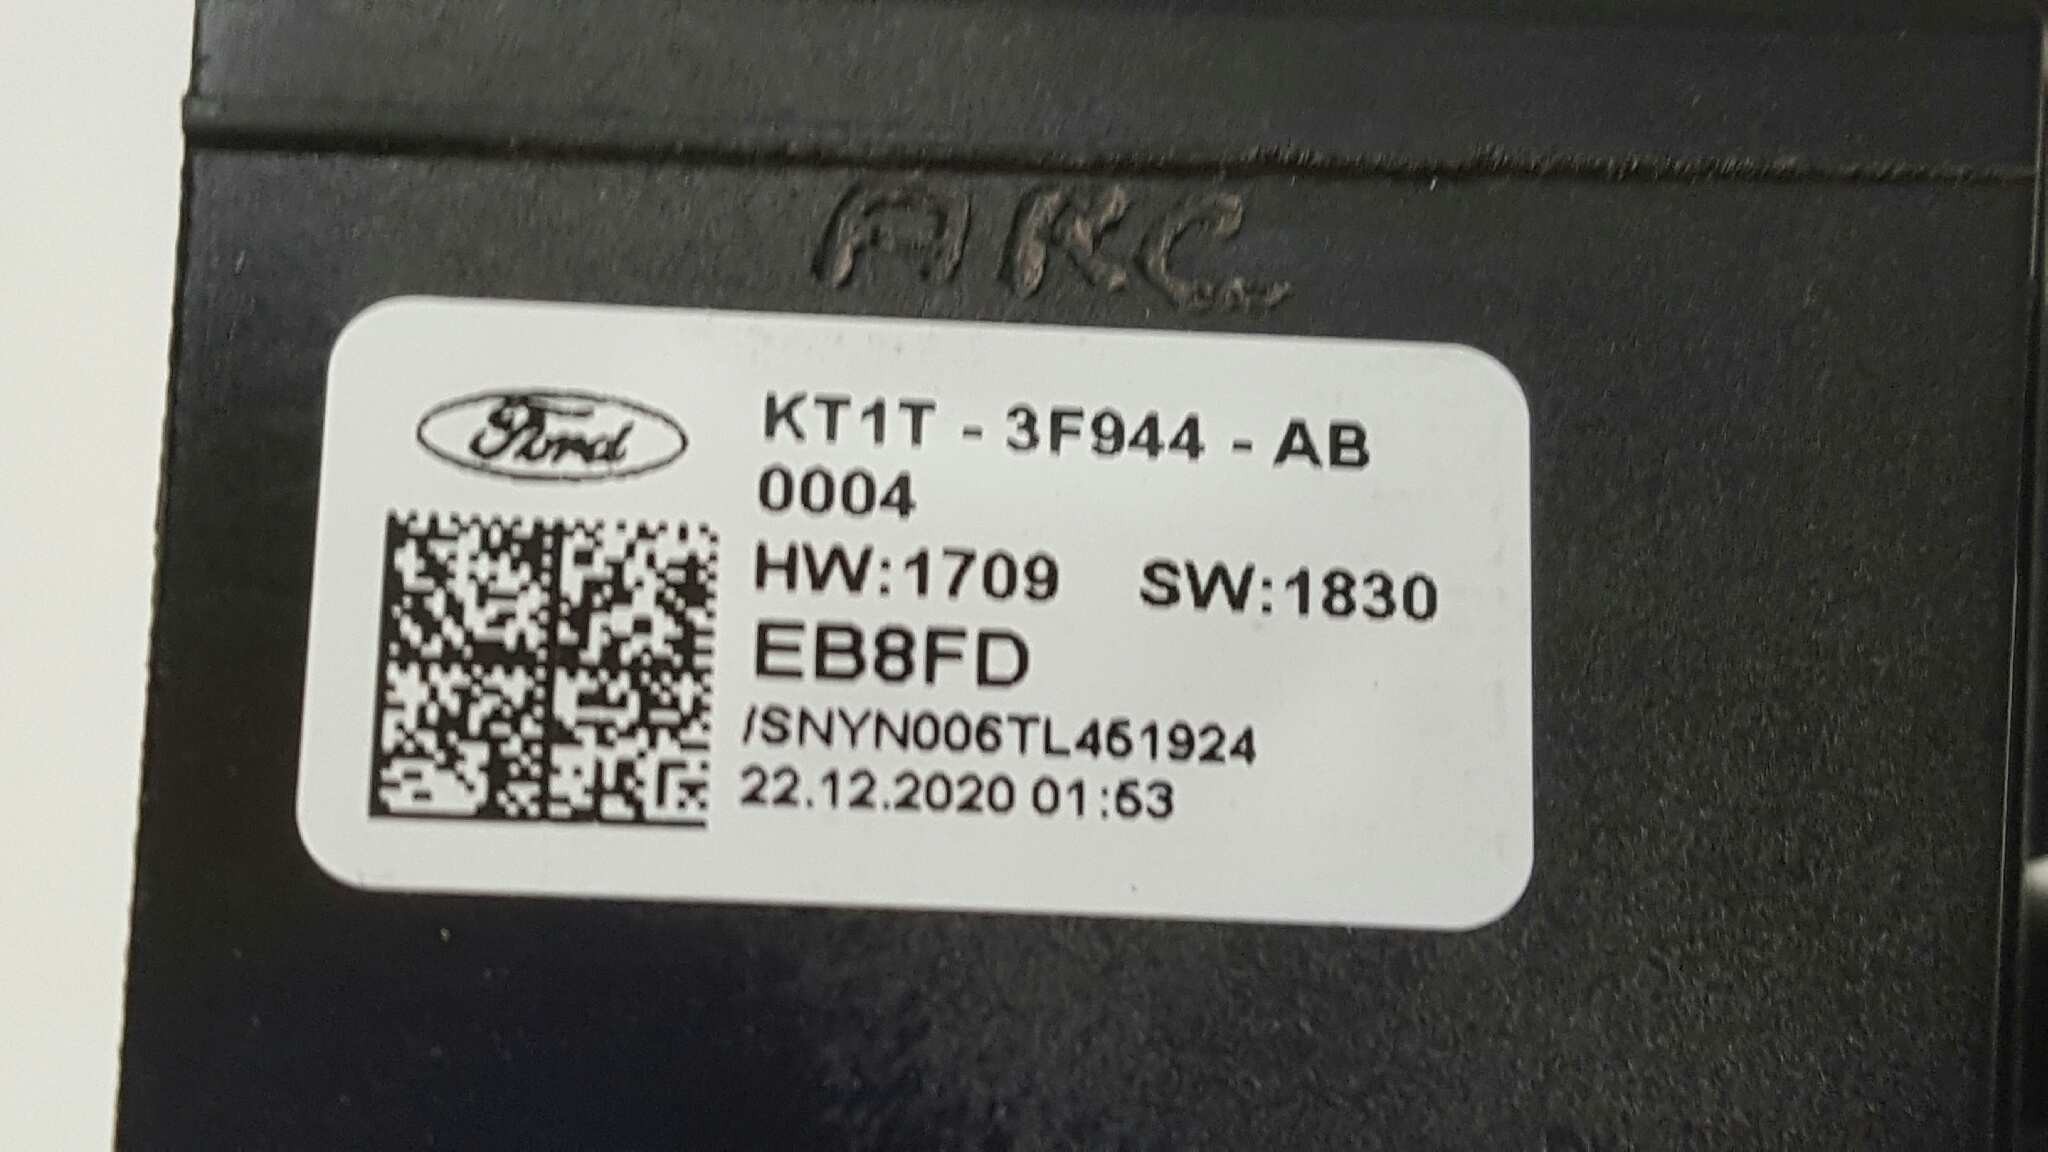 ARC
Ford
KT1T - 3F944 - AB
0004
HW:1709 SW:1830
EB8FD
/SNYN006TL451924
22.12.2020 01:53